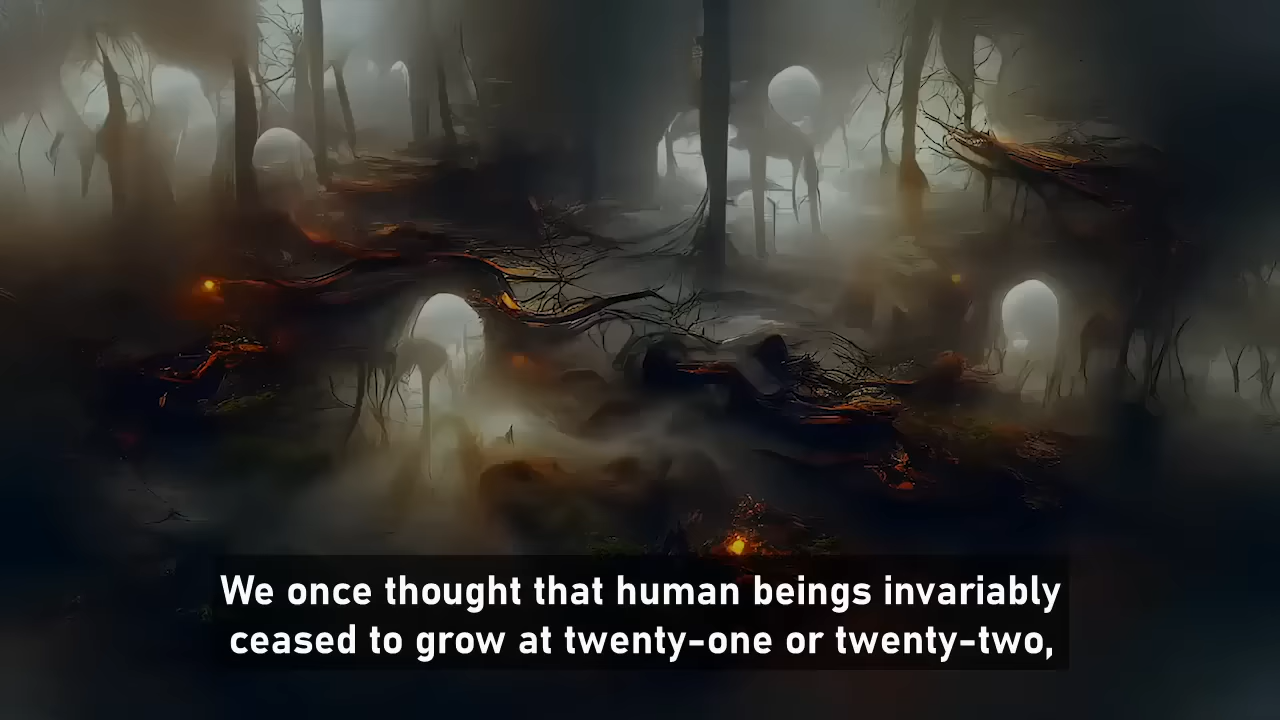 We once thought that human beings invariably
ceased to grow at twenty-one or twenty-two,